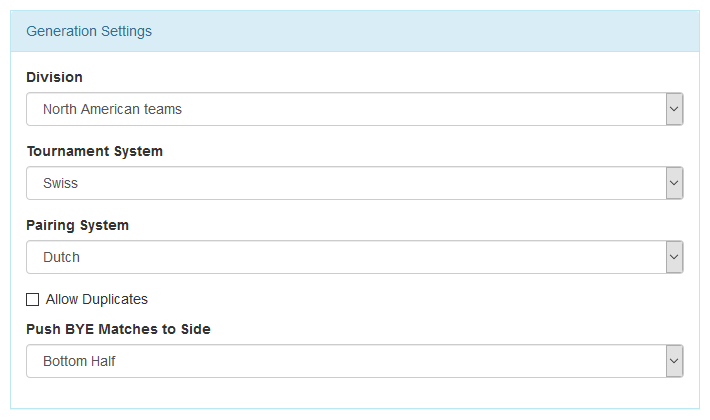 Generation Settings
Division
North American teams
Tournament System
Swiss
Pairing System
Dutch
Allow Duplicates
Push BYE Matches to Side
Bottom Half